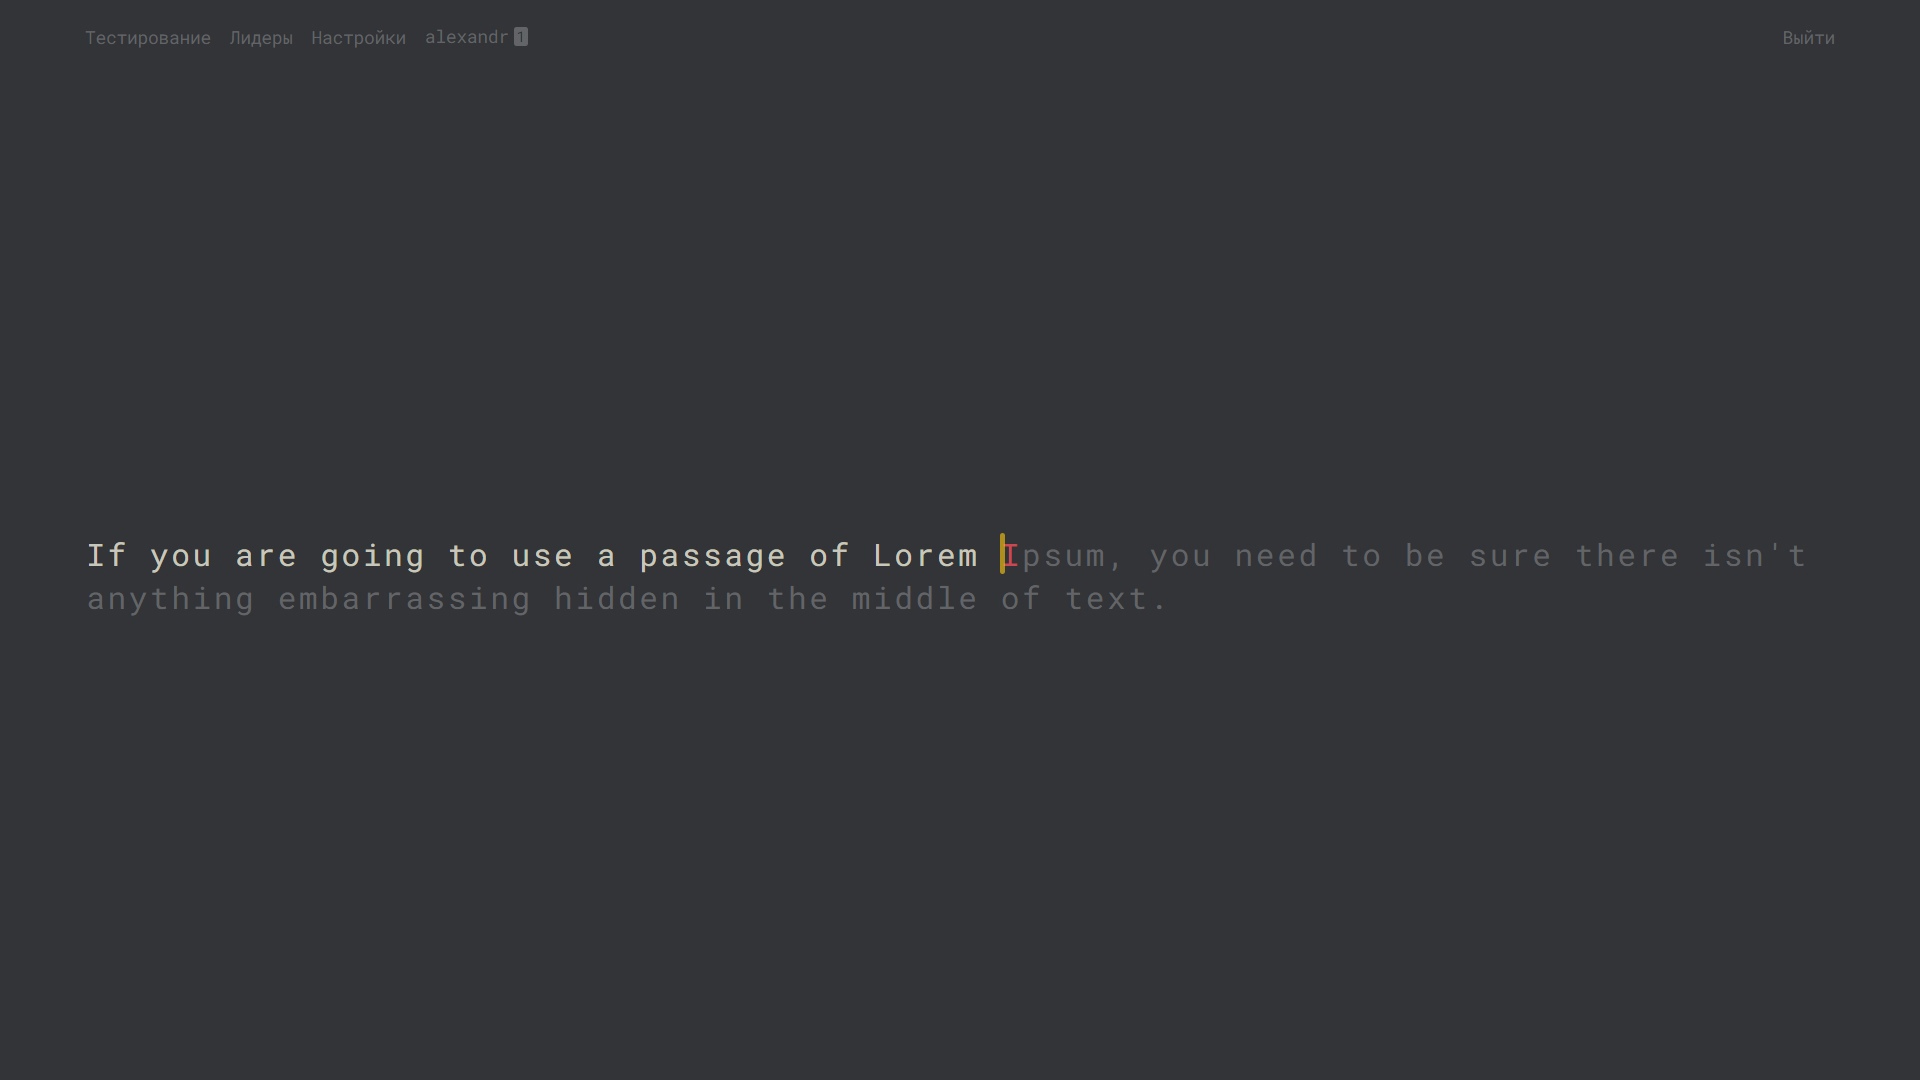 Тестирование Лидеры Настройки alexandr 1 Выйти
If you are going to use a passage of Lorem Ipsum, you need to be sure there isn't
anything embarrassing hidden in the middle of text.